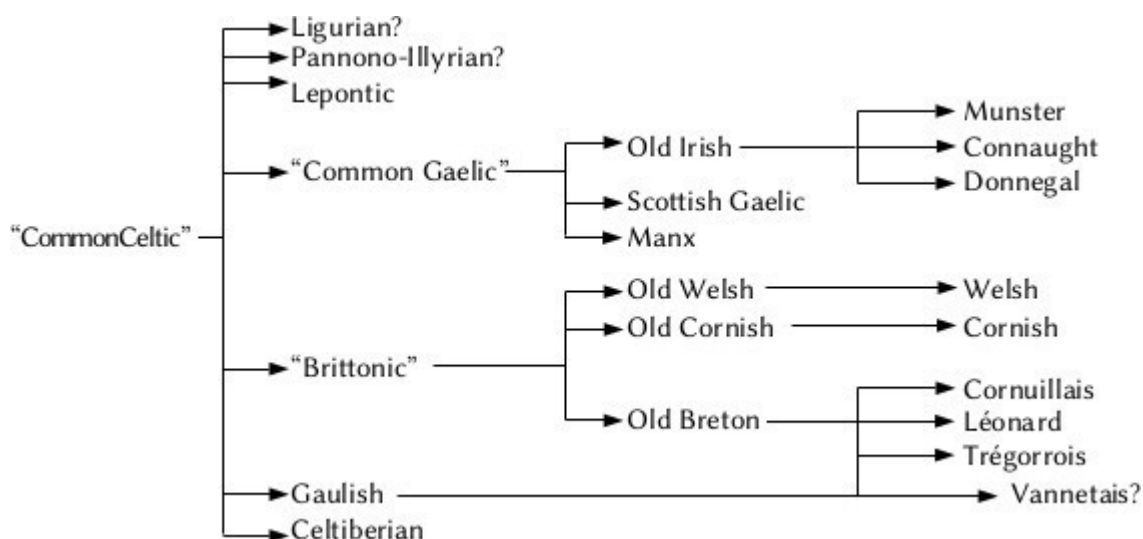 Ligurian?
Pannono-Illyrian?
Lepontic
Munster
Old Irish
Connaught
“Common Gaelic”
Donnegal
Scottish Gaelic
“CommonCeltic”
Manx
Old Welsh
Welsh
Old Cornish
Cornish
“Brittonic”
Cornuillais
Old Breton
Léonard
Trégorrois
Gaulish
Vannetais?
Celtiberian